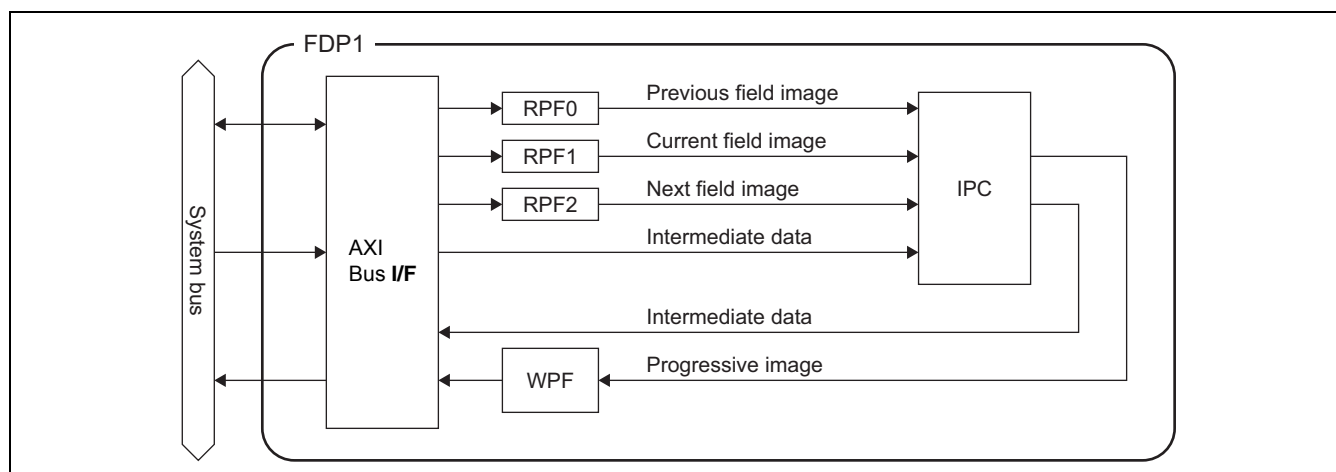 FDP1
RPF0
Previous field image
RPF1
Current field image
RPF2
Next field image
IPC
System bus
AXI
Bus I/F
Intermediate data
Intermediate data
WPF
Progressive image